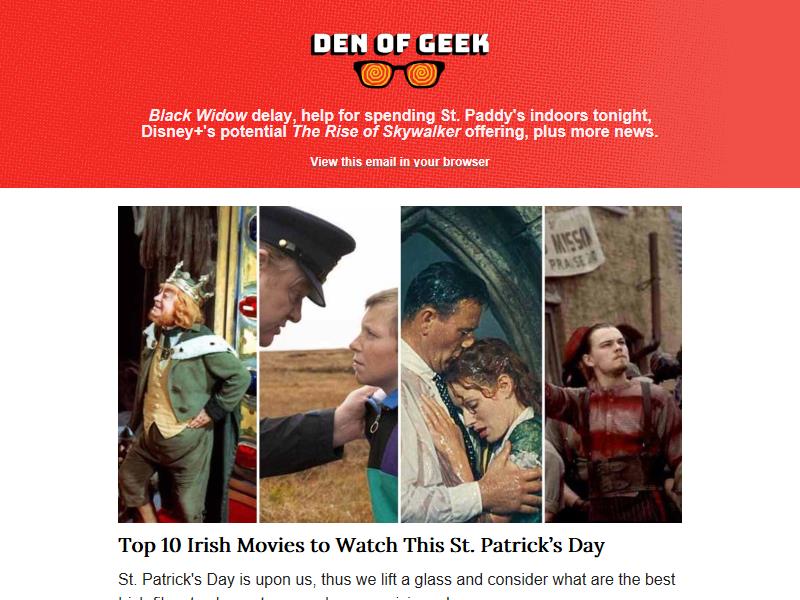 DEN OF GEEK
Black Widow delay, help for spending St. Paddy's indoors tonight,
Disney+'s potential The Rise of Skywalker offering, plus more news.
View this email in your browser
MISSION
PRAISE
Top 10 Irish Movies to Watch This St. Patrick’s Day
St. Patrick's Day is upon us, thus we lift a glass and consider what are the best